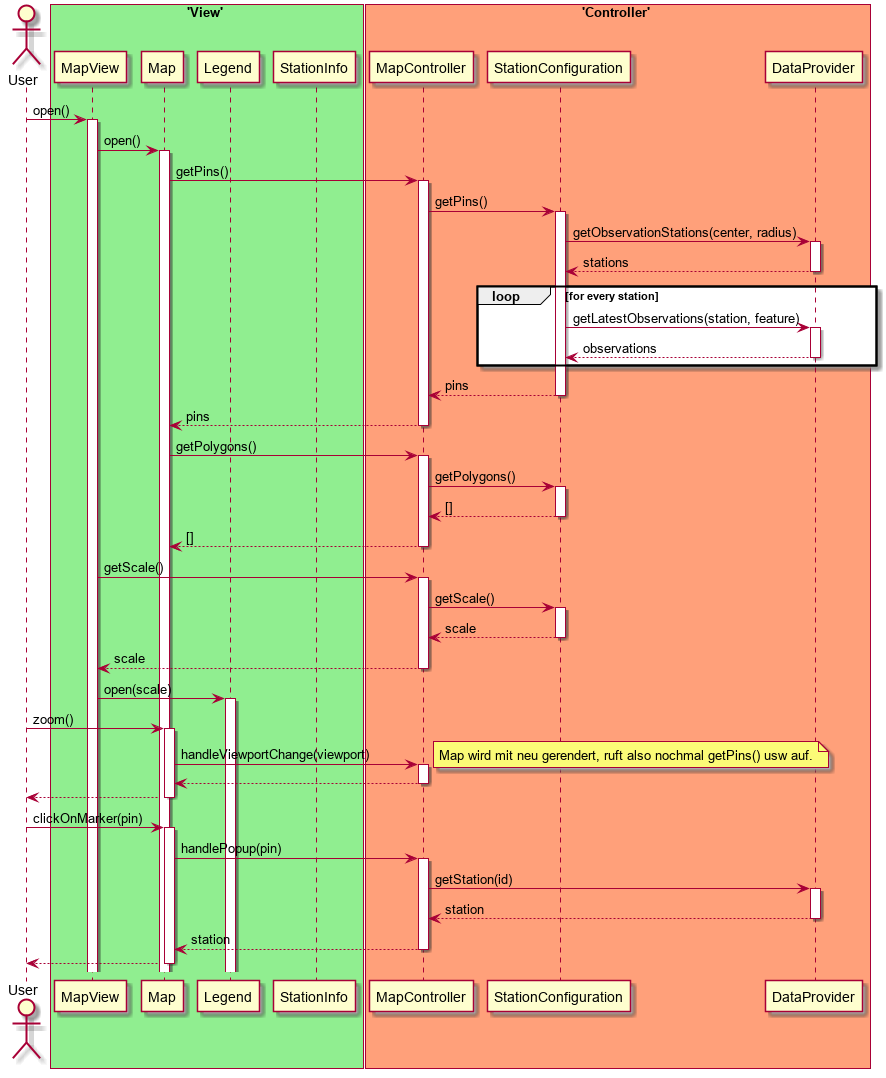 'View'
'Controller'
User
MapView
Map
Legend
StationInfo
MapController
StationConfiguration
DataProvider
open()
open()
getPins()
getPins()
getObservationStations(center, radius)
stations
loop
[for every station]
getLatestObservations(station, feature)
observations
pins
pins
getPolygons()
getPolygons()
[]
[]
getScale()
getScale()
scale
scale
open(scale)
zoom()
handleViewportChange(viewport)
Map wird mit neu gerendert, ruft also nochmal getPins() usw auf.
clickOnMarker(pin)
handlePopup(pin)
getStation(id)
station
station
User
MapView
Map
Legend
StationInfo
MapController
StationConfiguration
DataProvider